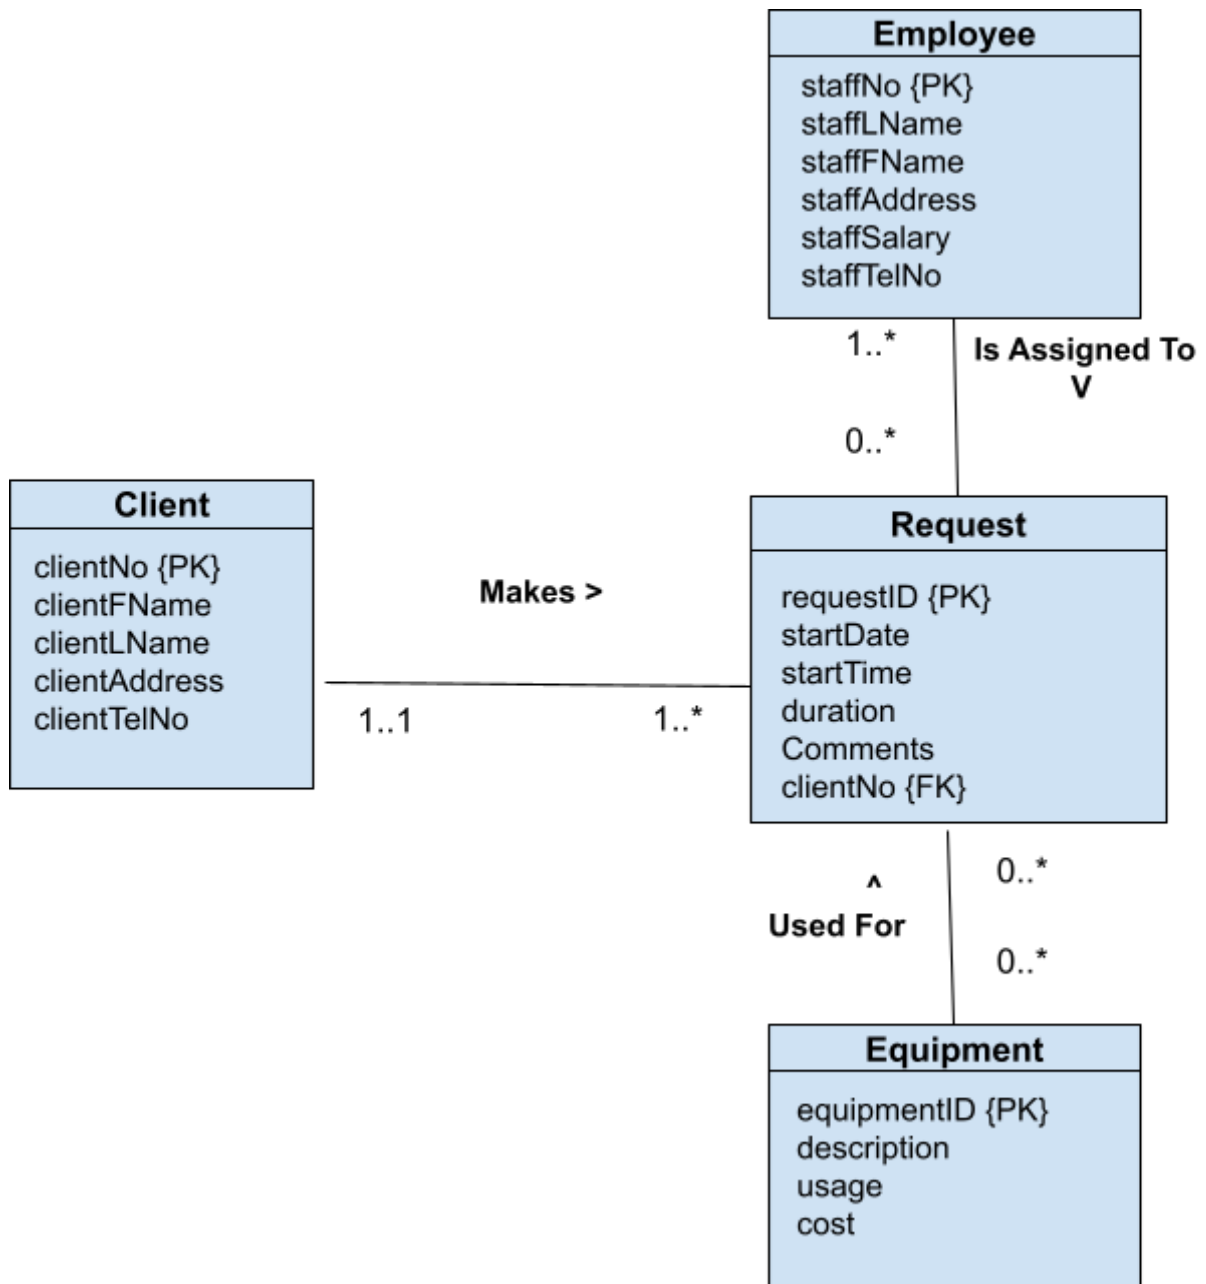 Employee
staffNo {PK}
staffLName
staffFName
staffAddress
staffSalary
staffTelNo
1..*
Is Assigned To
V
0..*
Client
clientNo {PK}
clientFName
clientLName
clientAddress
clientTelNo
Makes >
1..1
1..*
Request
requestID {PK}
startDate
startTime
duration
Comments
clientNo {FK}
0..*
^
Used For
0..*
Equipment
equipmentID {PK}
description
usage
cost